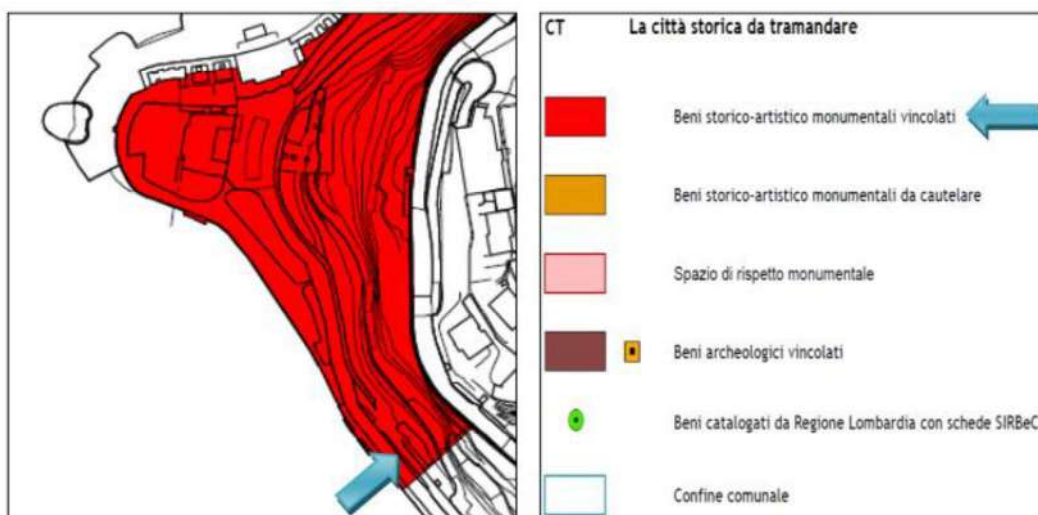 CT La città storica da tramandare
Beni storico-artistico monumentali vincolati
Beni storico-artistico monumentali da cautelare
Spazio di rispetto monumentale
Beni archeologici vincolati
Beni catalogati da Regione Lombardia con schede SIRBeC
Confine comunale